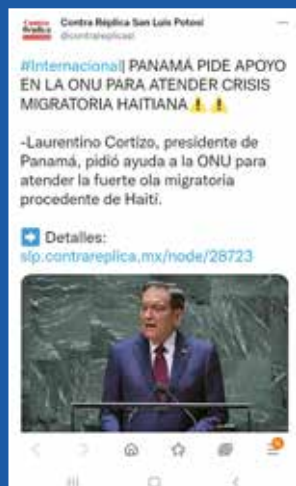 Contra Réplica San Luis Potosí
@contrareplicasl
#Internacional| PANAMÁ PIDE APOYO
EN LA ONU PARA ATENDER CRISIS
MIGRATORIA HAITIANA
-Laurentino Cortizo, presidente de
Panamá, pidió ayuda a la ONU para
atender la fuerte ola migratoria
procedente de Haití.
Detalles:
slp.contrareplica.mx/node/28723